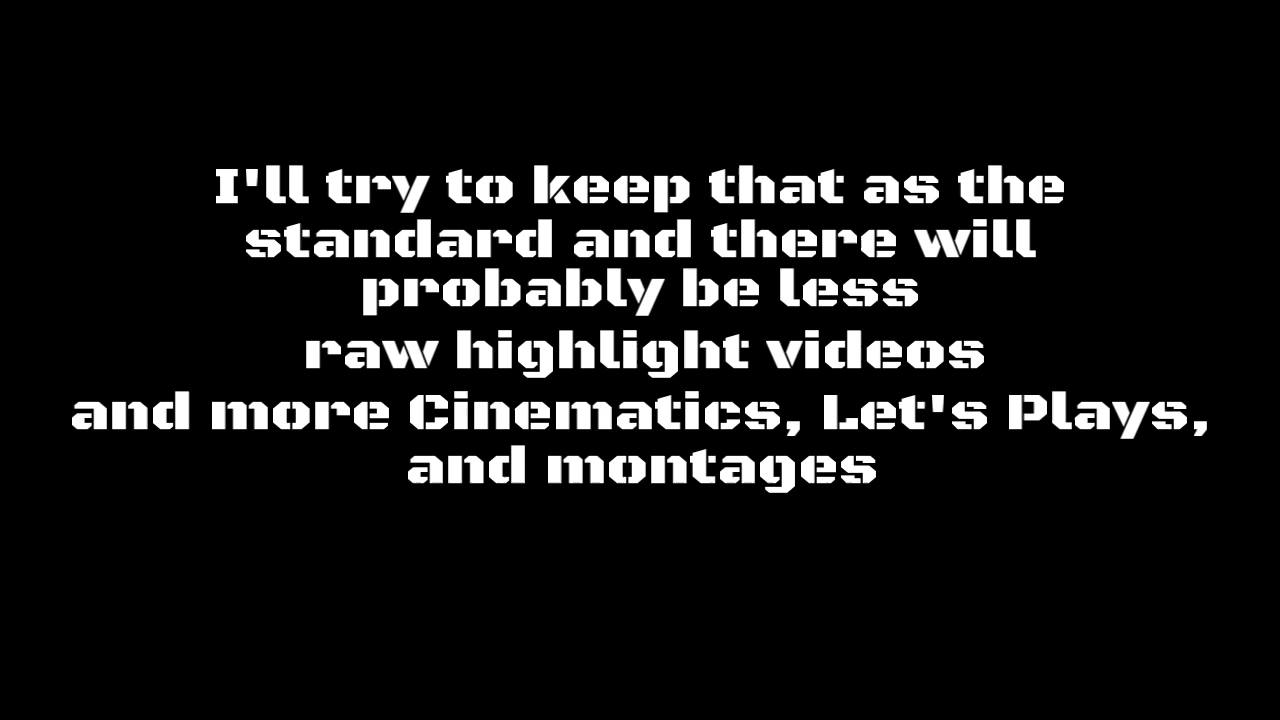 I'll try to keep that as the
standard and there will
probably be less
raw highlight videos
and more Cinematics, Let's Plays,
and montages